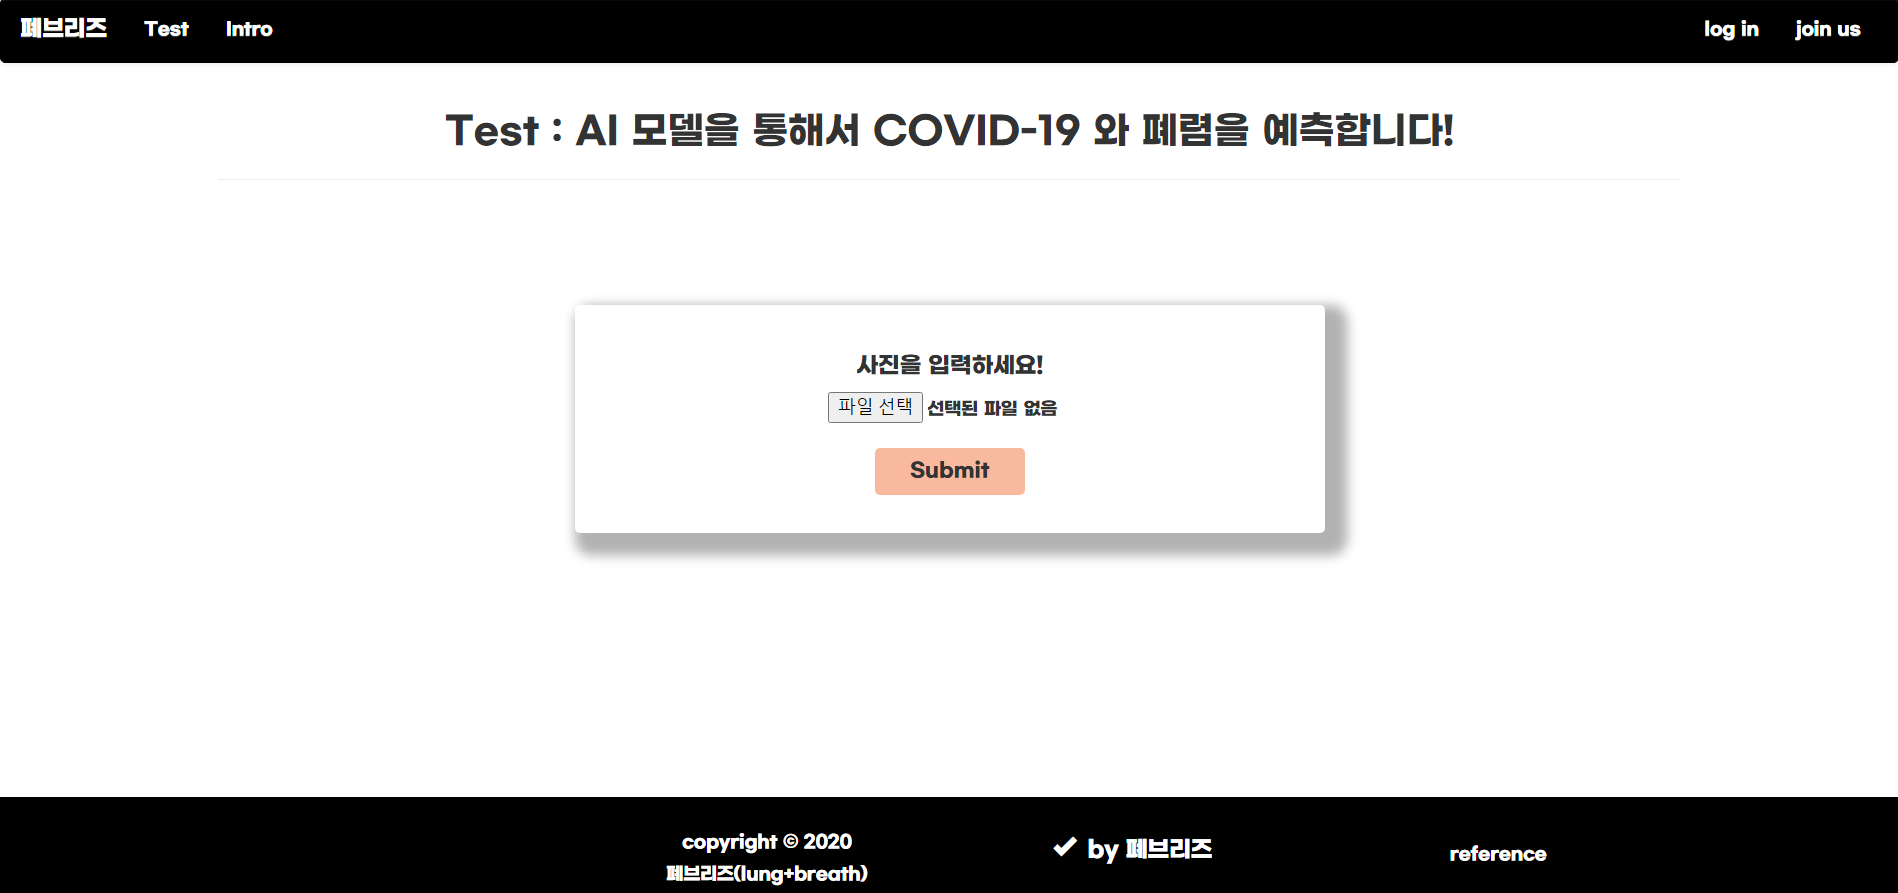 페브리즈 Test Intro log in join us
Test : AI 모델을 통해서 COVID-19 와 폐렴을 예측합니다!
사진을 입력하세요!
파일 선택 선택된 파일 없음
Submit
copyright © 2020
페브리즈(lung+breath)
by 페브리즈
reference